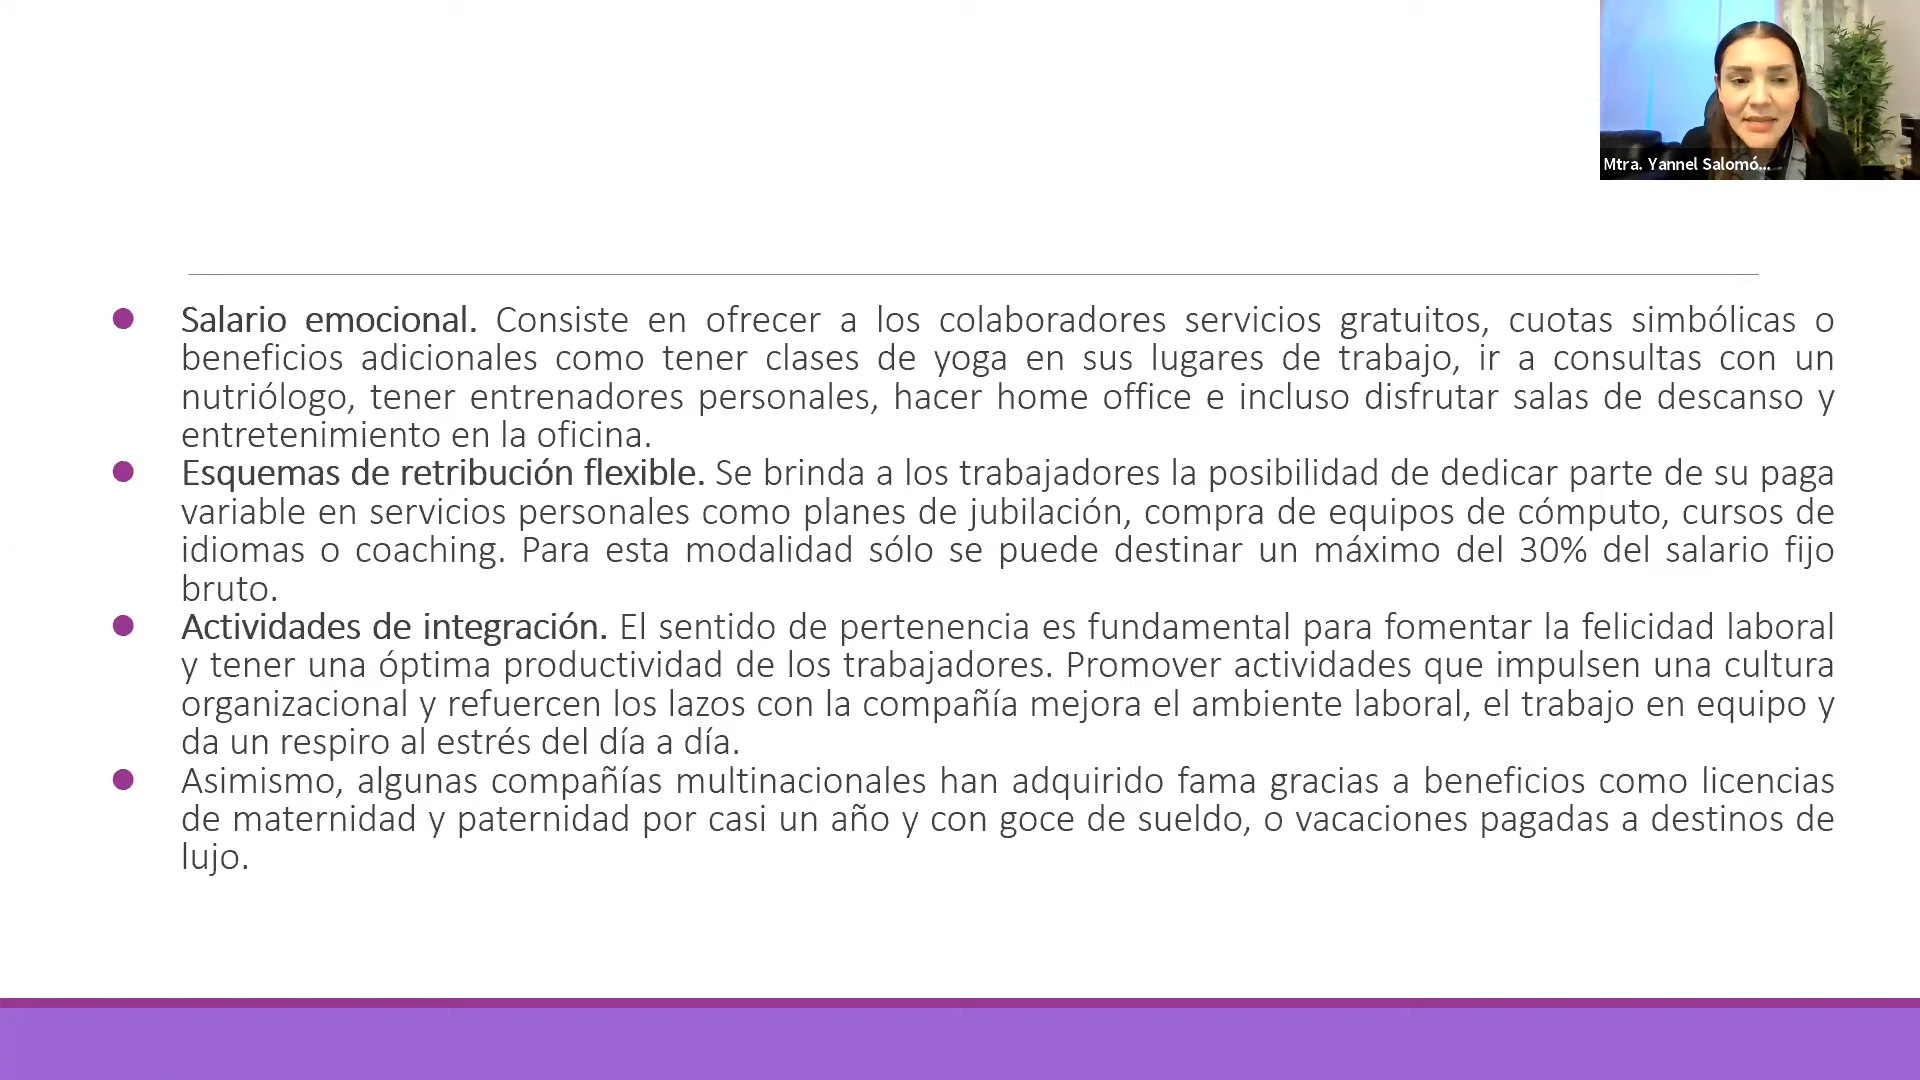 Mtra. Yannel Salomó...
Salario emocional. Consiste en ofrecer a los colaboradores servicios gratuitos, cuotas simbólicas o
beneficios adicionales como tener clases de yoga en sus lugares de trabajo, ir a consultas con un
nutriólogo, tener entrenadores personales, hacer home office e incluso disfrutar salas de descanso y
entretenimiento en la oficina.
Esquemas de retribución flexible. Se brinda a los trabajadores la posibilidad de dedicar parte de su paga
variable en servicios personales como planes de jubilación, compra de equipos de cómputo, cursos de
idiomas o coaching. Para esta modalidad sólo se puede destinar un máximo del 30% del salario fijo
bruto.
Actividades de integración. El sentido de pertenencia es fundamental para fomentar la felicidad laboral
y tener una óptima productividad de los trabajadores. Promover actividades que impulsen una cultura
organizacional y refuercen los lazos con la compañía mejora el ambiente laboral, el trabajo en equipo y
da un respiro al estrés del día a día.
Asimismo, algunas compañías multinacionales han adquirido fama gracias a beneficios como licencias
de maternidad y paternidad por casi un año y con goce de sueldo, o vacaciones pagadas a destinos de
lujo.